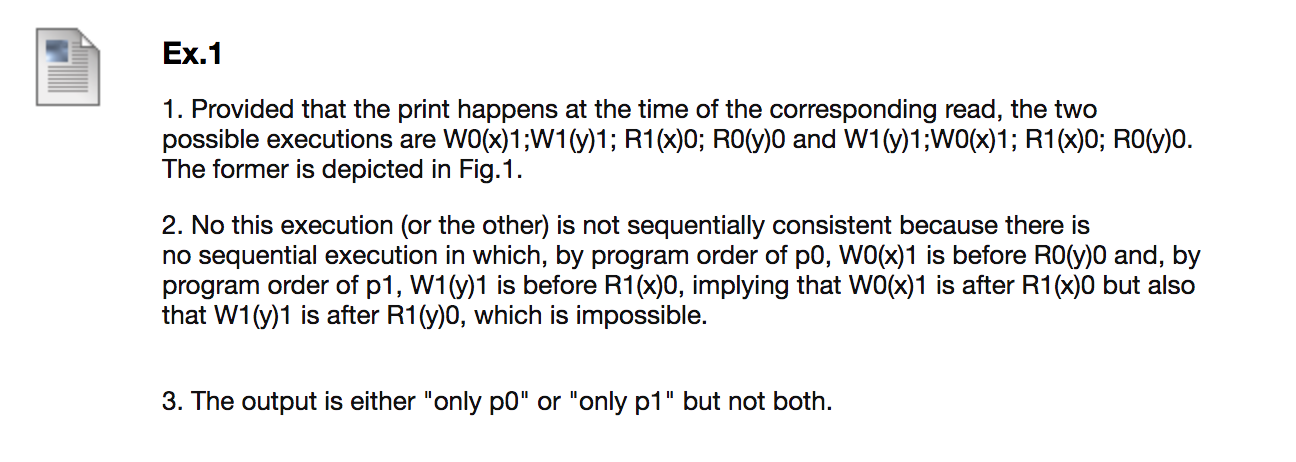 Ex.1
1. Provided that the print happens at the time of the corresponding read, the two
possible executions are W0(x)1;W1(y)1; R1(x)0; R0(y)0 and W1(y)1;W0(x)1; R1(x)0; R0(y)0.
The former is depicted in Fig.1.
2. No this execution (or the other) is not sequentially consistent because there is
no sequential execution in which, by program order of p0, W0(x)1 is before R0(y)0 and, by
program order of p1, W1(y)1 is before R1(x)0, implying that W0(x)1 is after R1(x)0 but also
that W1(y)1 is after R1(y)0, which is impossible.
3. The output is either "only p0" or "only p1" but not both.